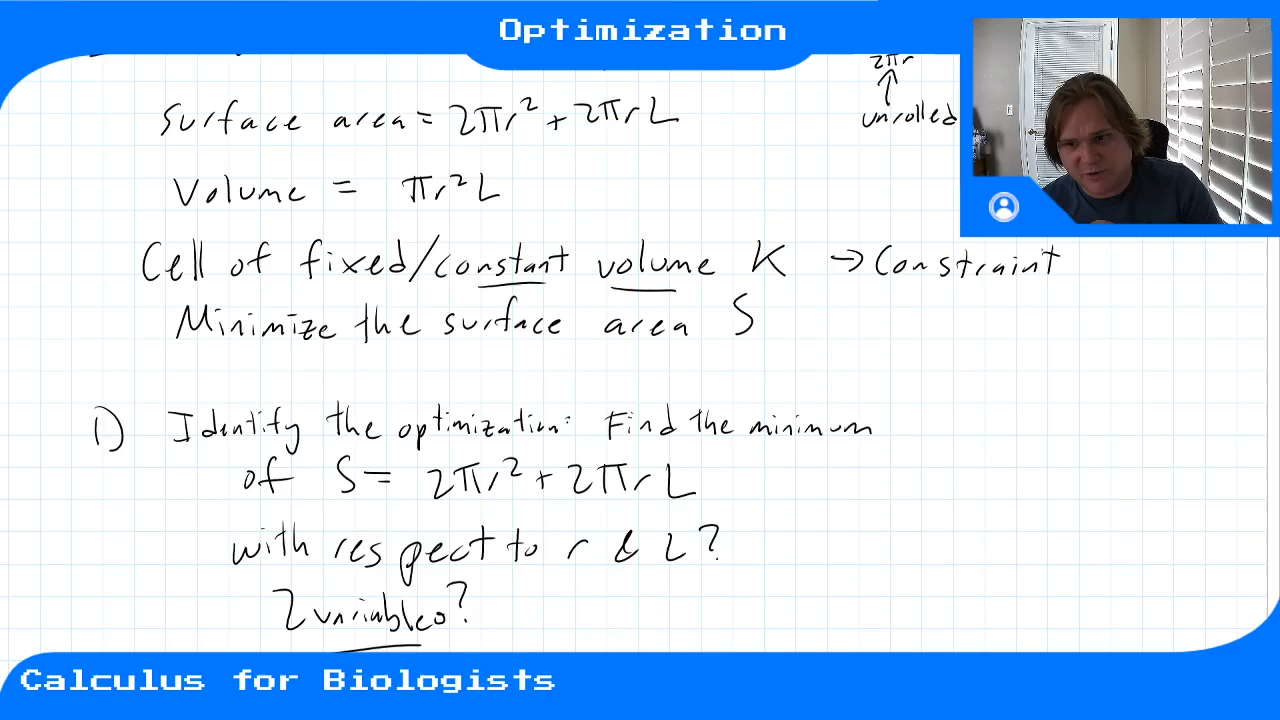 Optimization
2πr
unrolled
Surface area = 2πr² + 2πrL
Volume = πr²L
Cell of fixed/constant volume K → Constraint
Minimize the surface area S
1) Identify the optimization: Find the minimum
of S = 2πr² + 2πrL
with respect to r & L?
2 variables?
Calculus for Biologists